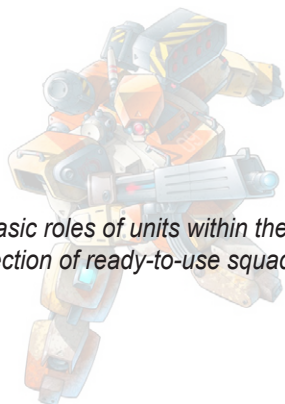 asic roles of units within the
ection of ready-to-use squad